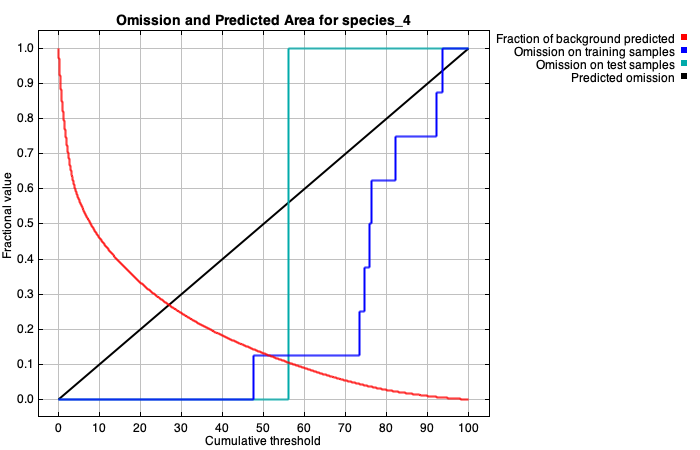 Omission and Predicted Area for species_4
Fraction of background predicted
Omission on training samples
Omission on test samples
Predicted omission
Fractional value
1.0
0.9
0.8
0.7
0.6
0.5
0.4
0.3
0.2
0.1
0.0
0 10 20 30 40 50 60 70 80 90 100
Cumulative threshold